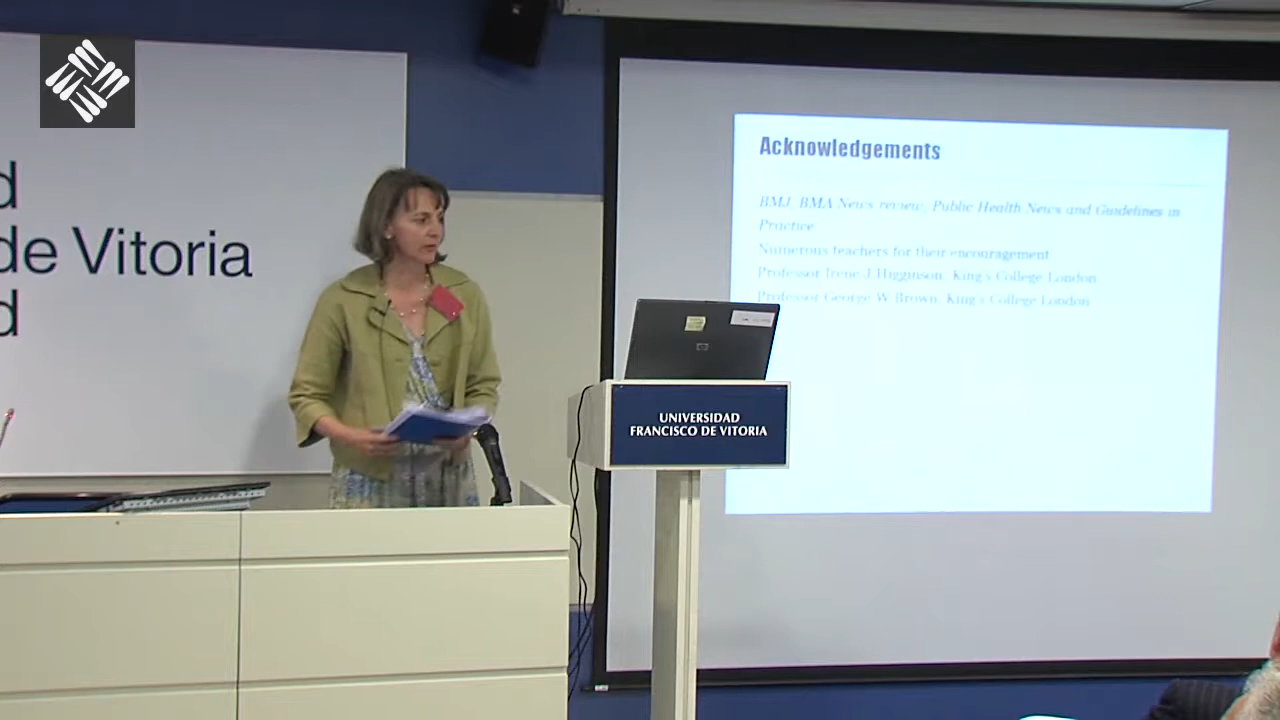 d
de Vitoria
d
Acknowledgements
BMJ, BMA News review, Public Health News and Guidelines in
Practice
Numerous teachers for their encouragement
Professor Irene J Higginson, King's College London
Professor George W Brown, King's College London
hp
UNIVERSIDAD
FRANCISCO DE VITORIA